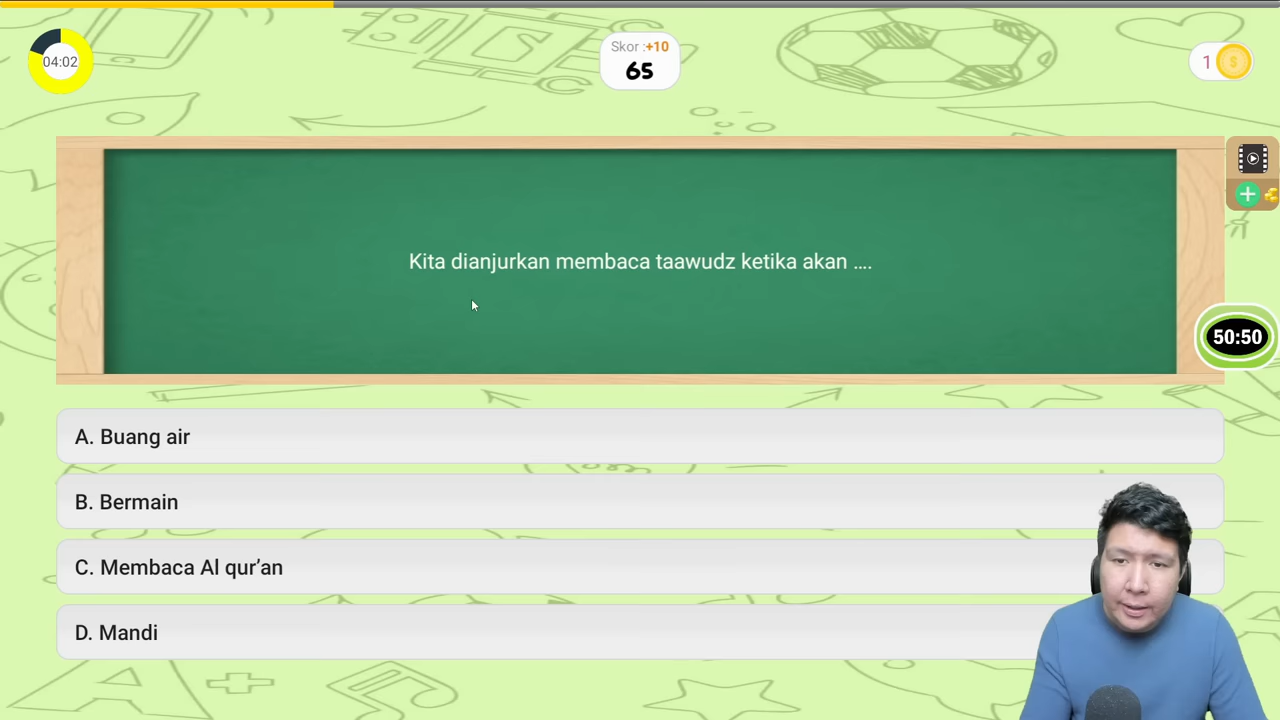 04:02
Skor :+10
65
1
Kita dianjurkan membaca taawudz ketika akan ....
50:50
A. Buang air
B. Bermain
C. Membaca Al qur’an
D. Mandi